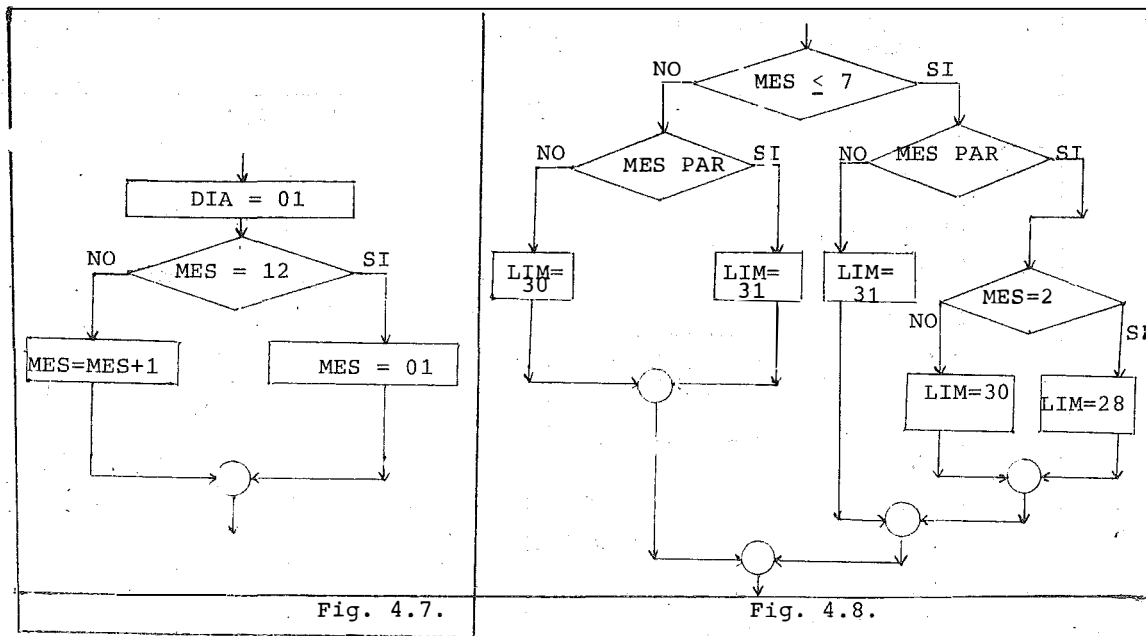 DIA = 01
NO
MES = 12
SI
MES=MES+1
MES = 01
Fig. 4.7.
NO
MES ≤ 7
SI
NO
MES PAR
SI
NO
MES PAR
SI
LIM=
30
LIM=
31
LIM=
31
MES=2
NO
SI
LIM=30
LIM=28
Fig. 4.8.